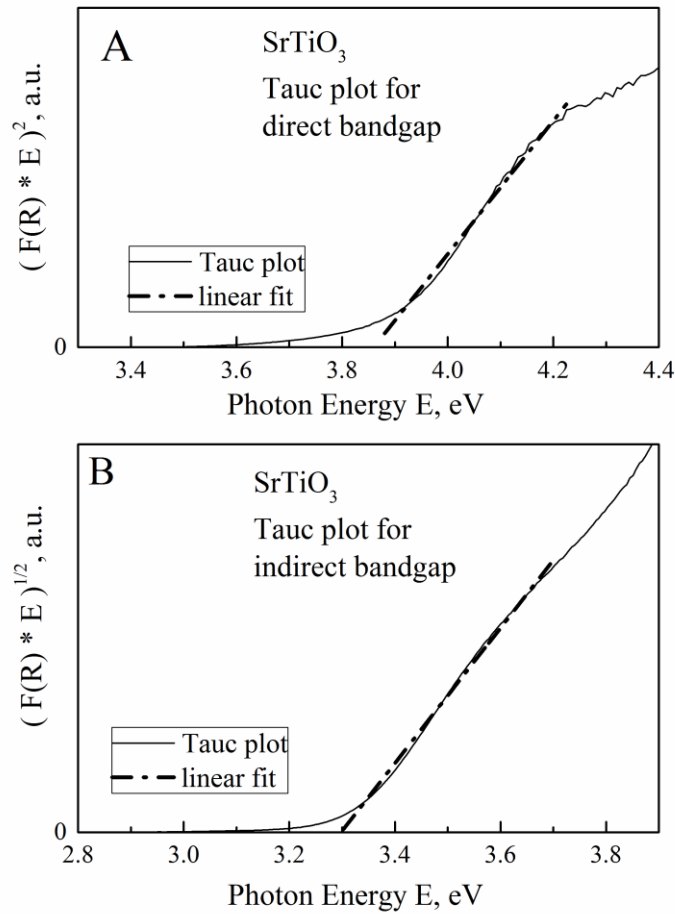 A
SrTiO₃
Tauc plot for
direct bandgap
( F(R) * E )², a.u.
Tauc plot
linear fit
0
3.4 3.6 3.8 4.0 4.2 4.4
Photon Energy E, eV
B
SrTiO₃
Tauc plot for
indirect bandgap
( F(R) * E )¹/², a.u.
Tauc plot
linear fit
0
2.8 3.0 3.2 3.4 3.6 3.8
Photon Energy E, eV